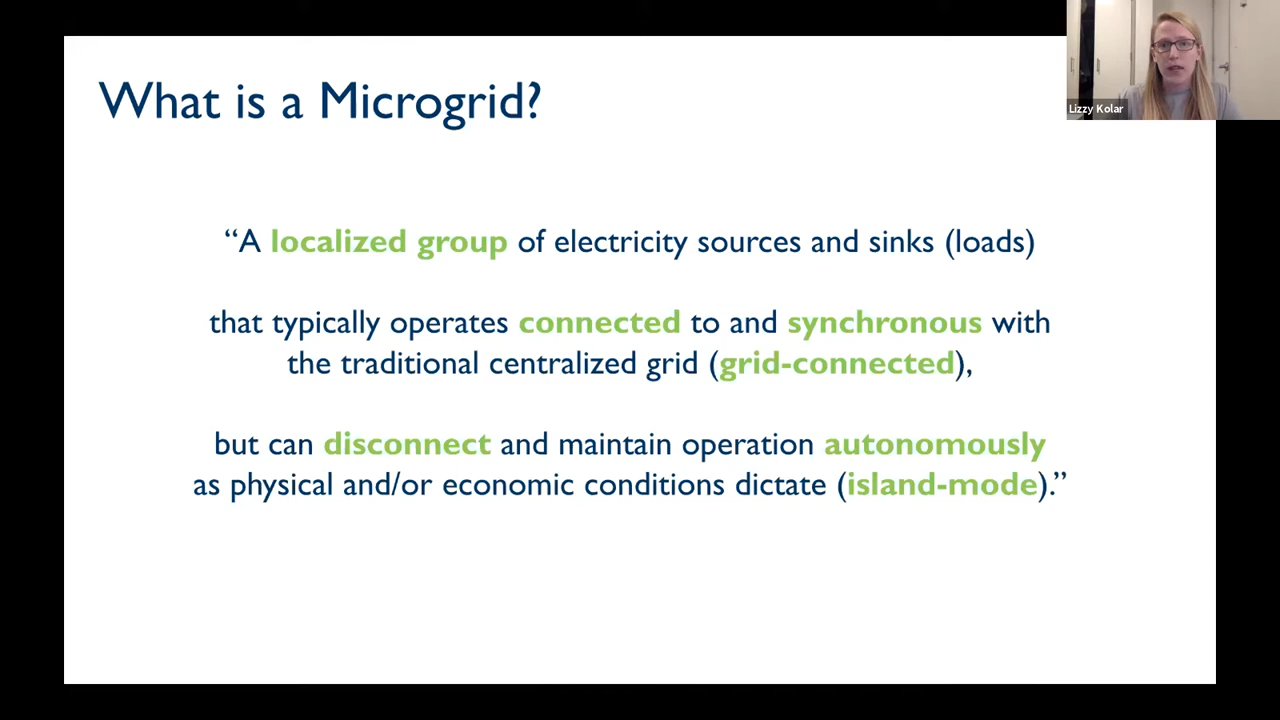 What is a Microgrid?
Lizzy Kolar
“A localized group of electricity sources and sinks (loads)
that typically operates connected to and synchronous with
the traditional centralized grid (grid-connected),
but can disconnect and maintain operation autonomously
as physical and/or economic conditions dictate (island-mode).”